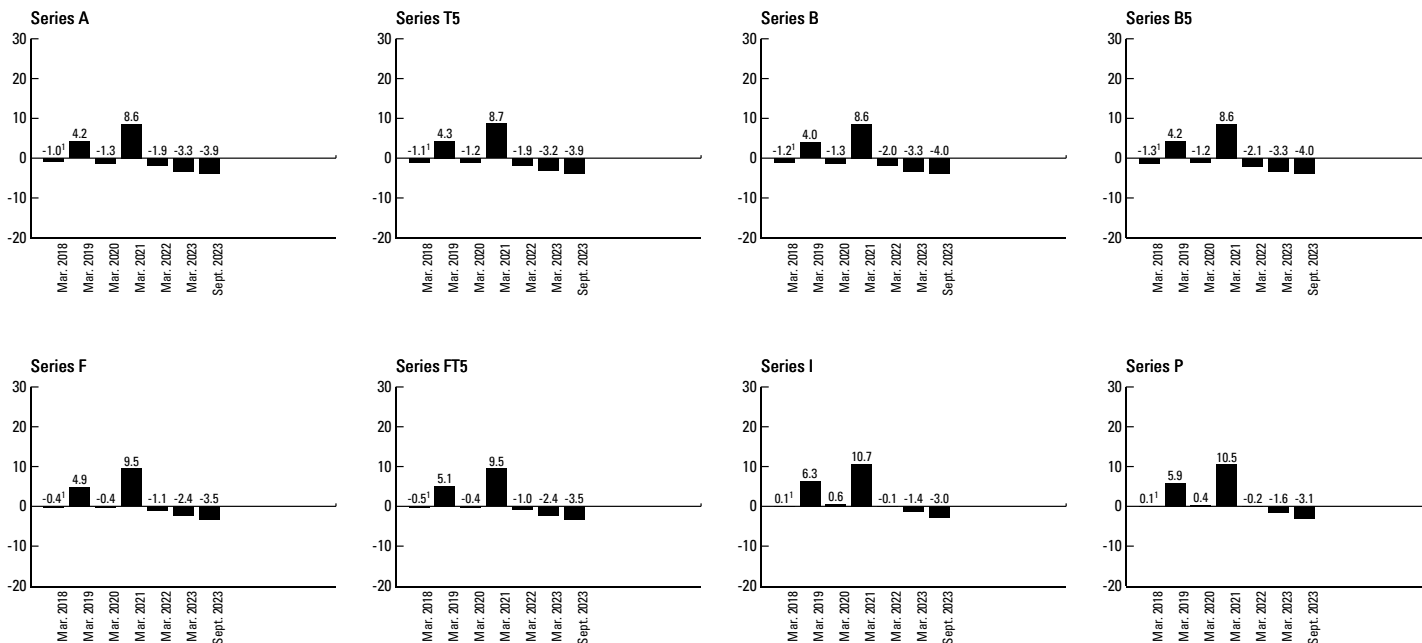 Series A
30
20
10
0
-10
-20
-1.0¹ 4.2 -1.3 8.6 -1.9 -3.3 -3.9
Mar. 2018
Mar. 2019
Mar. 2020
Mar. 2021
Mar. 2022
Mar. 2023
Sept. 2023
Series T5
30
20
10
0
-10
-20
-1.1¹ 4.3 -1.2 8.7 -1.9 -3.2 -3.9
Mar. 2018
Mar. 2019
Mar. 2020
Mar. 2021
Mar. 2022
Mar. 2023
Sept. 2023
Series B
30
20
10
0
-10
-20
-1.2¹ 4.0 -1.3 8.6 -2.0 -3.3 -4.0
Mar. 2018
Mar. 2019
Mar. 2020
Mar. 2021
Mar. 2022
Mar. 2023
Sept. 2023
Series B5
30
20
10
0
-10
-20
-1.3¹ 4.2 -1.2 8.6 -2.1 -3.3 -4.0
Mar. 2018
Mar. 2019
Mar. 2020
Mar. 2021
Mar. 2022
Mar. 2023
Sept. 2023
Series F
30
20
10
0
-10
-20
-0.4¹ 4.9 -0.4 9.5 -1.1 -2.4 -3.5
Mar. 2018
Mar. 2019
Mar. 2020
Mar. 2021
Mar. 2022
Mar. 2023
Sept. 2023
Series FT5
30
20
10
0
-10
-20
-0.5¹ 5.1 -0.4 9.5 -1.0 -2.4 -3.5
Mar. 2018
Mar. 2019
Mar. 2020
Mar. 2021
Mar. 2022
Mar. 2023
Sept. 2023
Series I
30
20
10
0
-10
-20
0.1¹ 6.3 0.6 10.7 -0.1 -1.4 -3.0
Mar. 2018
Mar. 2019
Mar. 2020
Mar. 2021
Mar. 2022
Mar. 2023
Sept. 2023
Series P
30
20
10
0
-10
-20
0.1¹ 5.9 0.4 10.5 -0.2 -1.6 -3.1
Mar. 2018
Mar. 2019
Mar. 2020
Mar. 2021
Mar. 2022
Mar. 2023
Sept. 2023